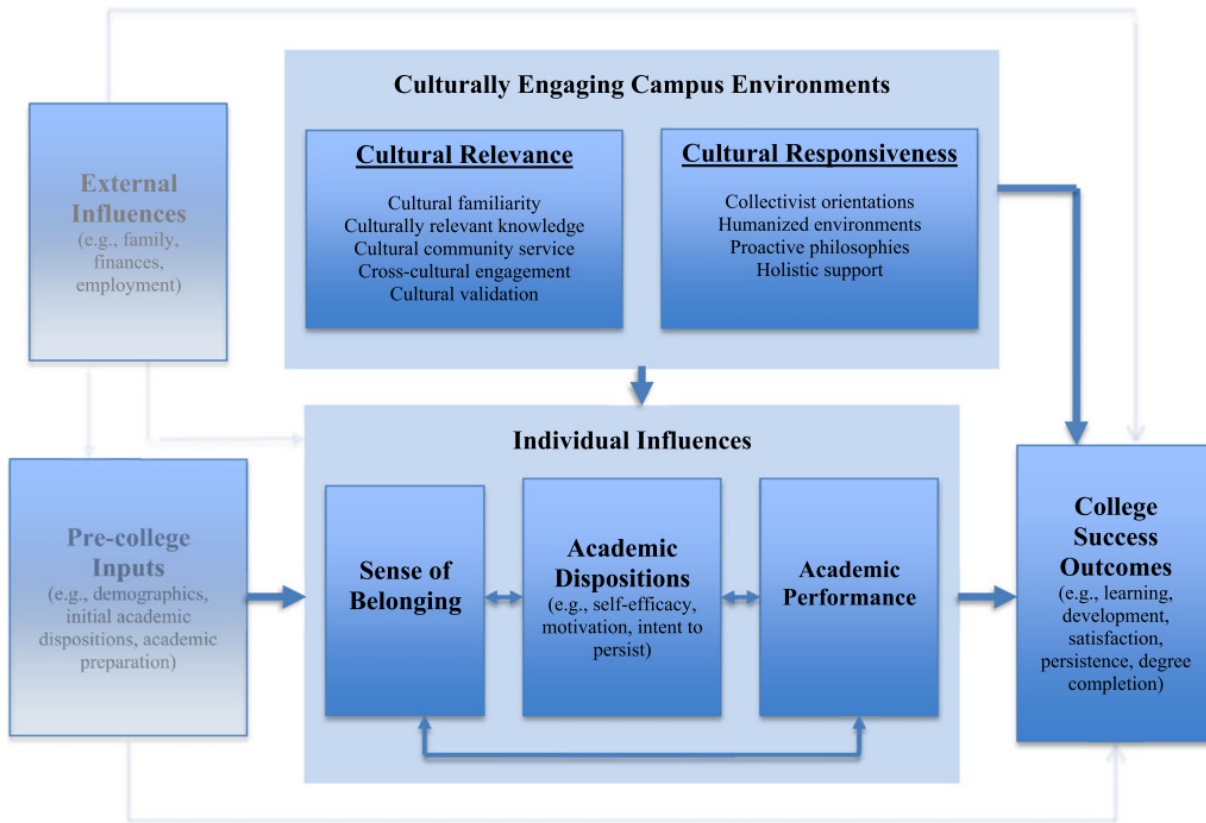 Culturally Engaging Campus Environments
Cultural Relevance
Cultural familiarity
Culturally relevant knowledge
Cultural community service
Cross-cultural engagement
Cultural validation
Cultural Responsiveness
Collectivist orientations
Humanized environments
Proactive philosophies
Holistic support
External
Influences
(e.g., family,
finances,
employment)
Individual Influences
Pre-college
Inputs
(e.g., demographics,
initial academic
dispositions, academic
preparation)
Sense of
Belonging
Academic
Dispositions
(e.g., self-efficacy,
motivation, intent to
persist)
Academic
Performance
College
Success
Outcomes
(e.g., learning,
development,
satisfaction,
persistence, degree
completion)